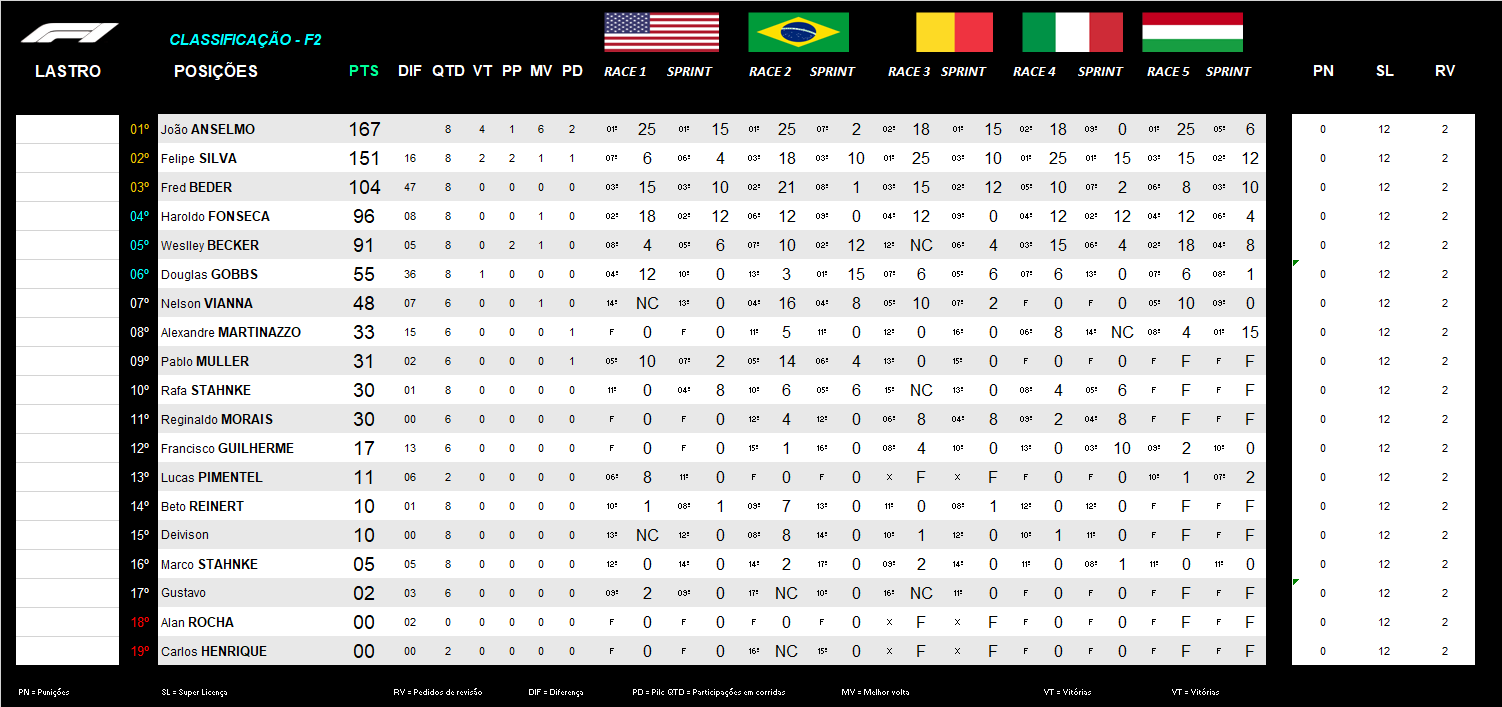 F1
CLASSIFICAÇÃO - F2
LASTRO POSIÇÕES PTS DIF QTD VT PP MV PD RACE 1 SPRINT RACE 2 SPRINT RACE 3 SPRINT RACE 4 SPRINT RACE 5 SPRINT PN SL RV
01º João ANSELMO 167 8 4 1 6 2 01º 25 01º 15 01º 25 07º 2 02º 18 01º 15 02º 18 09º 0 01º 25 05º 6 0 12 2
02º Felipe SILVA 151 16 8 2 2 1 1 07º 6 06º 4 03º 18 03º 10 01º 25 03º 10 01º 25 01º 15 03º 15 02º 12 0 12 2
03º Fred BEDER 104 47 8 0 0 0 0 03º 15 03º 10 02º 21 08º 1 03º 15 02º 12 05º 10 07º 2 06º 8 03º 10 0 12 2
04º Haroldo FONSECA 96 08 8 0 0 1 0 02º 18 02º 12 06º 12 09º 0 04º 12 09º 0 04º 12 02º 12 04º 12 06º 4 0 12 2
05º Weslley BECKER 91 05 8 0 2 1 0 08º 4 05º 6 07º 10 02º 12 12º NC 06º 4 03º 15 06º 4 02º 18 04º 8 0 12 2
06º Douglas GOBBS 55 36 8 1 0 0 0 04º 12 10º 0 13º 3 01º 15 07º 6 05º 6 07º 6 13º 0 07º 6 08º 1 0 12 2
07º Nelson VIANNA 48 07 6 0 0 1 0 14º NC 13º 0 04º 16 04º 8 05º 10 07º 2 F 0 F 0 05º 10 09º 0 0 12 2
08º Alexandre MARTINAZZO 33 15 6 0 0 0 1 F 0 F 0 11º 5 11º 0 12º 0 16º 0 06º 8 14º NC 08º 4 01º 15 0 12 2
09º Pablo MULLER 31 02 6 0 0 0 1 05º 10 07º 2 05º 14 06º 4 13º 0 15º 0 F 0 F 0 F F F F 0 12 2
10º Rafa STAHNKE 30 01 8 0 0 0 0 11º 0 04º 8 10º 6 05º 6 15º NC 13º 0 08º 4 05º 6 F F F F 0 12 2
11º Reginaldo MORAIS 30 00 6 0 0 0 0 F 0 F 0 12º 4 12º 0 06º 8 04º 8 09º 2 04º 8 F F F F 0 12 2
12º Francisco GUILHERME 17 13 6 0 0 0 0 F 0 F 0 15º 1 16º 0 08º 4 10º 0 13º 0 03º 10 09º 2 10º 0 0 12 2
13º Lucas PIMENTEL 11 06 2 0 0 0 0 06º 8 11º 0 F 0 F 0 X F X F F 0 F 0 10º 1 07º 2 0 12 2
14º Beto REINERT 10 01 8 0 0 0 0 10º 1 08º 1 09º 7 13º 0 11º 0 08º 1 12º 0 12º 0 F F F F 0 12 2
15º Deivison 10 00 8 0 0 0 0 13º NC 12º 0 08º 8 14º 0 10º 1 12º 0 10º 1 11º 0 F F F F 0 12 2
16º Marco STAHNKE 05 05 8 0 0 0 0 12º 0 14º 0 14º 2 17º 0 09º 2 14º 0 11º 0 08º 1 11º 0 11º 0 0 12 2
17º Gustavo 02 03 6 0 0 0 0 09º 2 09º 0 17º NC 10º 0 16º NC 11º 0 F 0 F 0 F F F F 0 12 2
18º Alan ROCHA 00 02 0 0 0 0 0 F 0 F 0 F 0 F 0 X F X F F 0 F 0 F F F F 0 12 2
19º Carlos HENRIQUE 00 00 2 0 0 0 0 F 0 F 0 16º NC 15º 0 X F X F F 0 F 0 F F F F 0 12 2
PN = Punições SL = Super Licença RV = Pedidos de revisão DIF = Diferença PD = Pilo QTD = Participações em corridas MV = Melhor volta VT = Vitórias VT = Vitórias